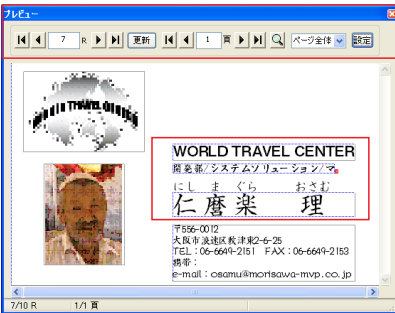 プレビュー
7 R 更新 1 頁 ページ全体 設定
WORLD TRAVEL CENTER
WORLD TRAVEL CENTER
開発部/システムソリューション/マ
にし ま ぐら おさむ
仁 磨 楽 理
〒556-0012
大阪市浪速区敷津東2-6-25
TEL:06-6649-2151 FAX:06-6649-2153
携帯:
e-mail:osamu@morisawa-mvp.co.jp
7/10 R 1/1 頁